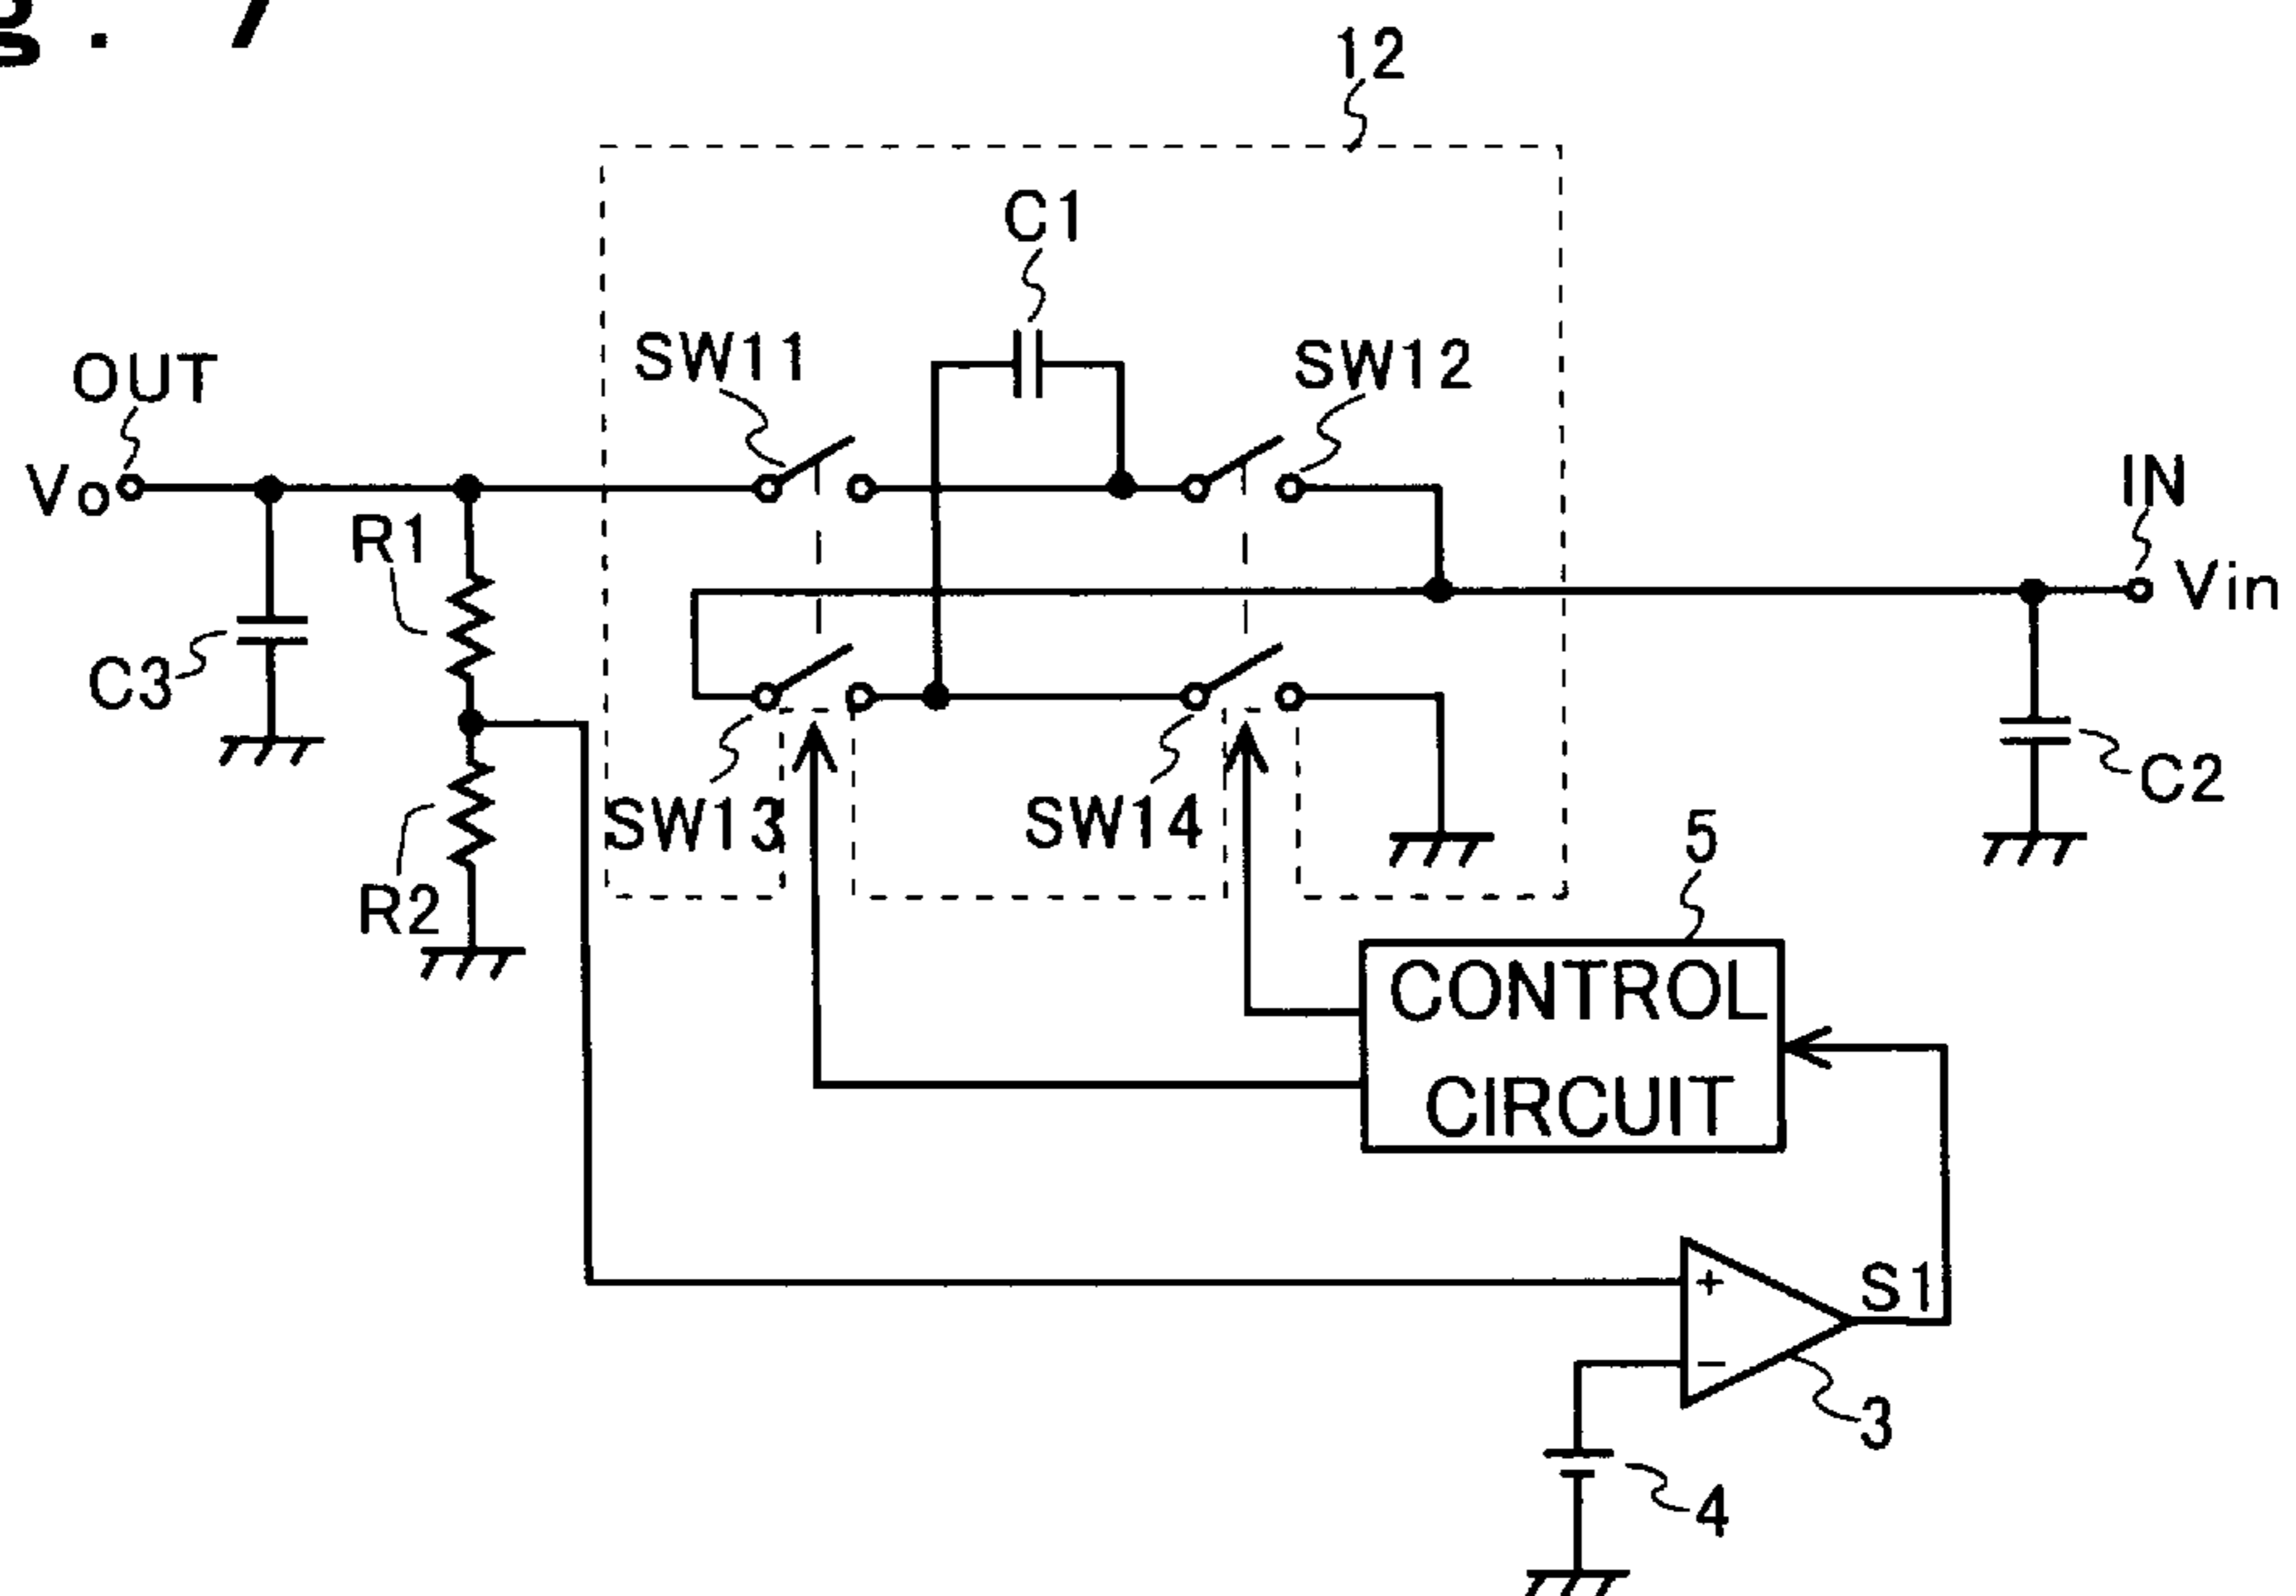 g. 7
12
C1
SW11
SW12
OUT
Vo
IN
Vin
R1
C3
R2
SW13
SW14
C2
5
CONTROL
CIRCUIT
+
S1
−
3
4